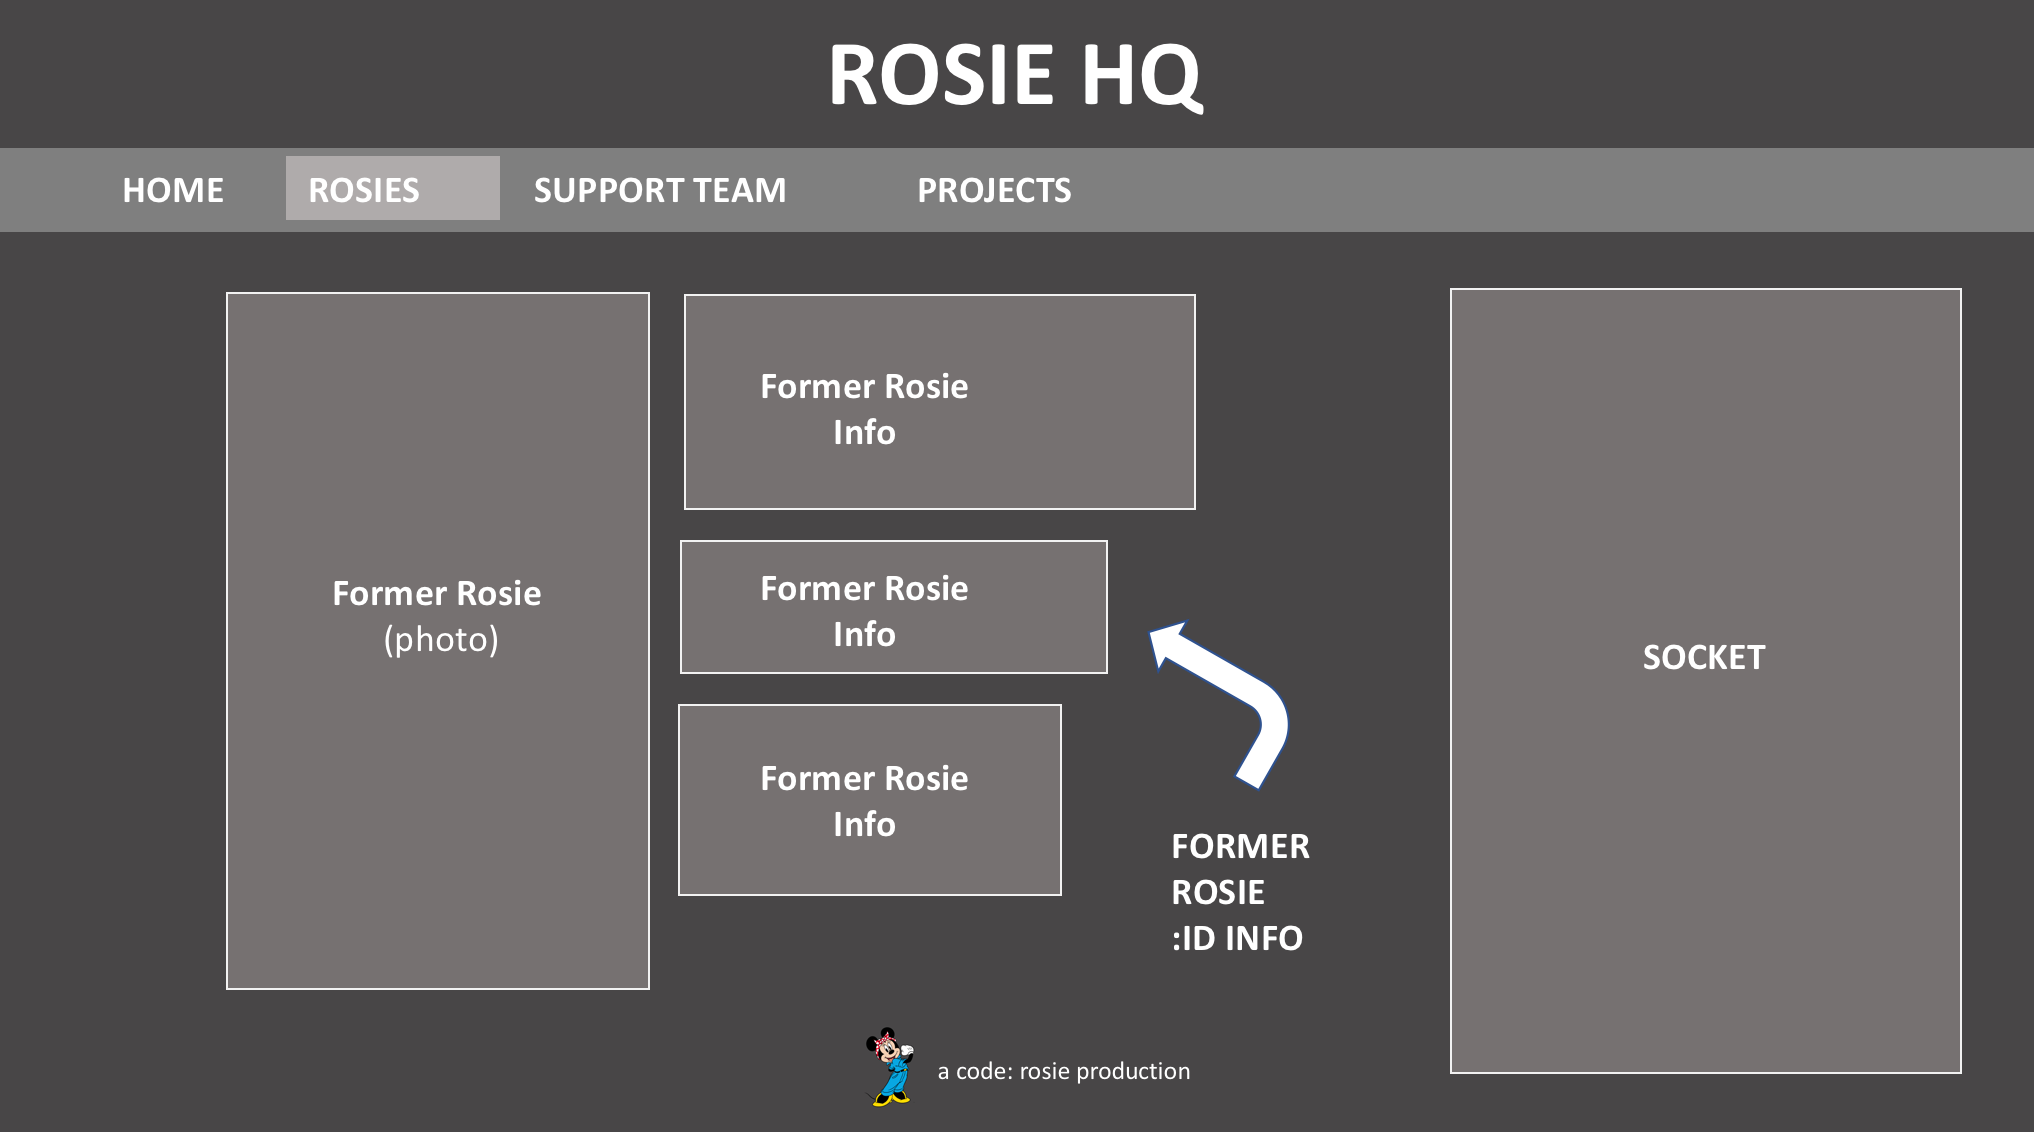 ROSIE HQ
HOME ROSIES SUPPORT TEAM PROJECTS
Former Rosie
(photo)
Former Rosie
Info
Former Rosie
Info
Former Rosie
Info
FORMER
ROSIE
:ID INFO
SOCKET
a code: rosie production